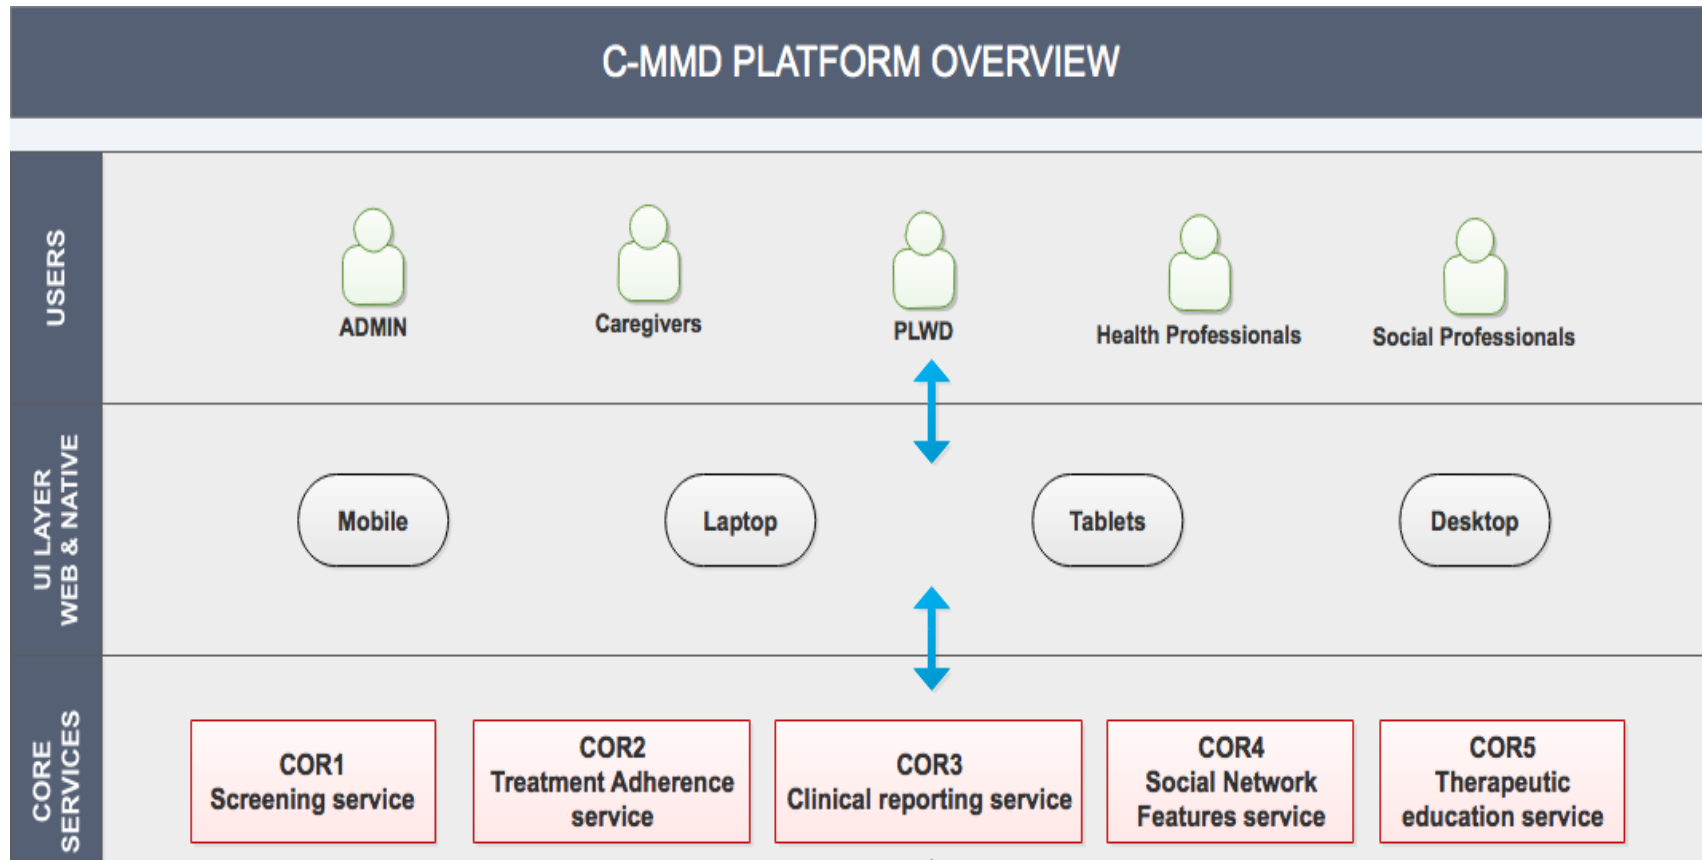 C-MMD PLATFORM OVERVIEW
USERS
ADMIN
Caregivers
PLWD
Health Professionals
Social Professionals
UI LAYER
WEB & NATIVE
Mobile
Laptop
Tablets
Desktop
CORE
SERVICES
COR1
Screening service
COR2
Treatment Adherence
service
COR3
Clinical reporting service
COR4
Social Network
Features service
COR5
Therapeutic
education service